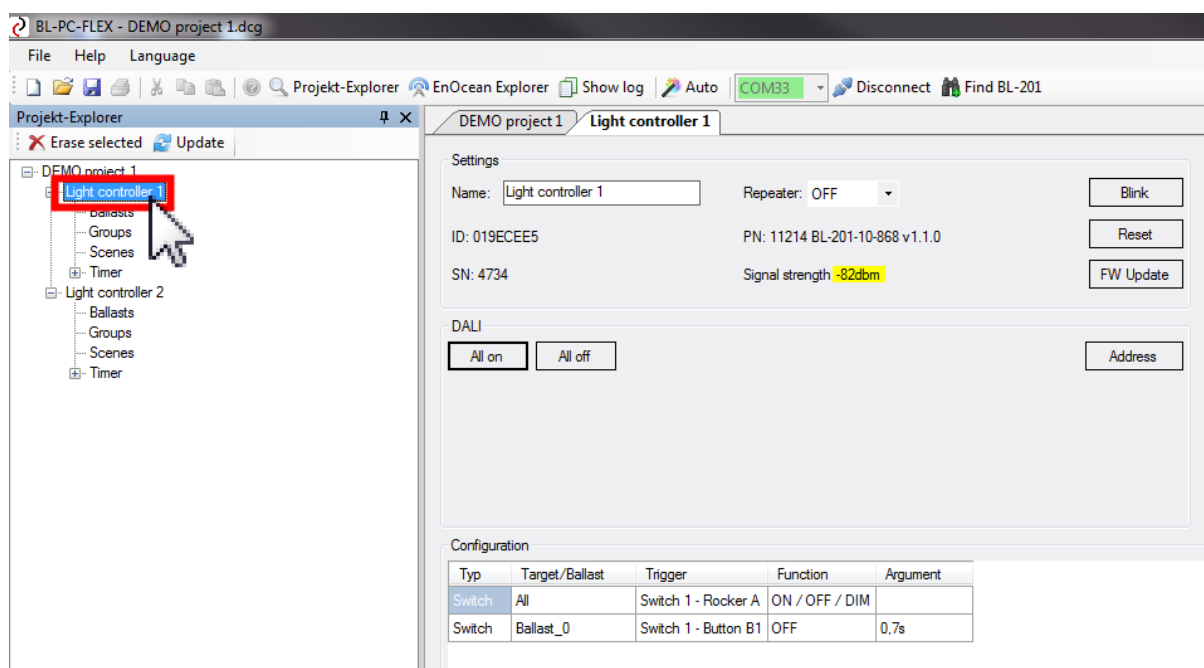 BL-PC-FLEX - DEMO project 1.dcg
File Help Language
Projekt-Explorer EnOcean Explorer Show log Auto COM33 Disconnect Find BL-201
Projekt-Explorer
Erase selected Update
DEMO project 1
Light controller 1
Ballasts
Groups
Scenes
Timer
Light controller 2
Ballasts
Groups
Scenes
Timer
DEMO project 1 Light controller 1
Settings
Name: Light controller 1 Repeater: OFF Blink
ID: 019ECEE5 PN: 11214 BL-201-10-868 v1.1.0 Reset
SN: 4734 Signal strength -82dbm FW Update
DALI
All on All off Address
Configuration
Typ Target/Ballast Trigger Function Argument
Switch All Switch 1 - Rocker A ON / OFF / DIM
Switch Ballast_0 Switch 1 - Button B1 OFF 0,7s